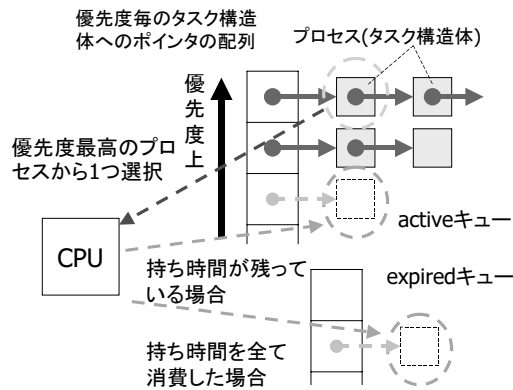 優先度毎のタスク構造
体へのポインタの配列
プロセス(タスク構造体)
優
先
度
上
優先度最高のプロ
セスから1つ選択
activeキュー
CPU
持ち時間が残って
いる場合
expiredキュー
持ち時間を全て
消費した場合